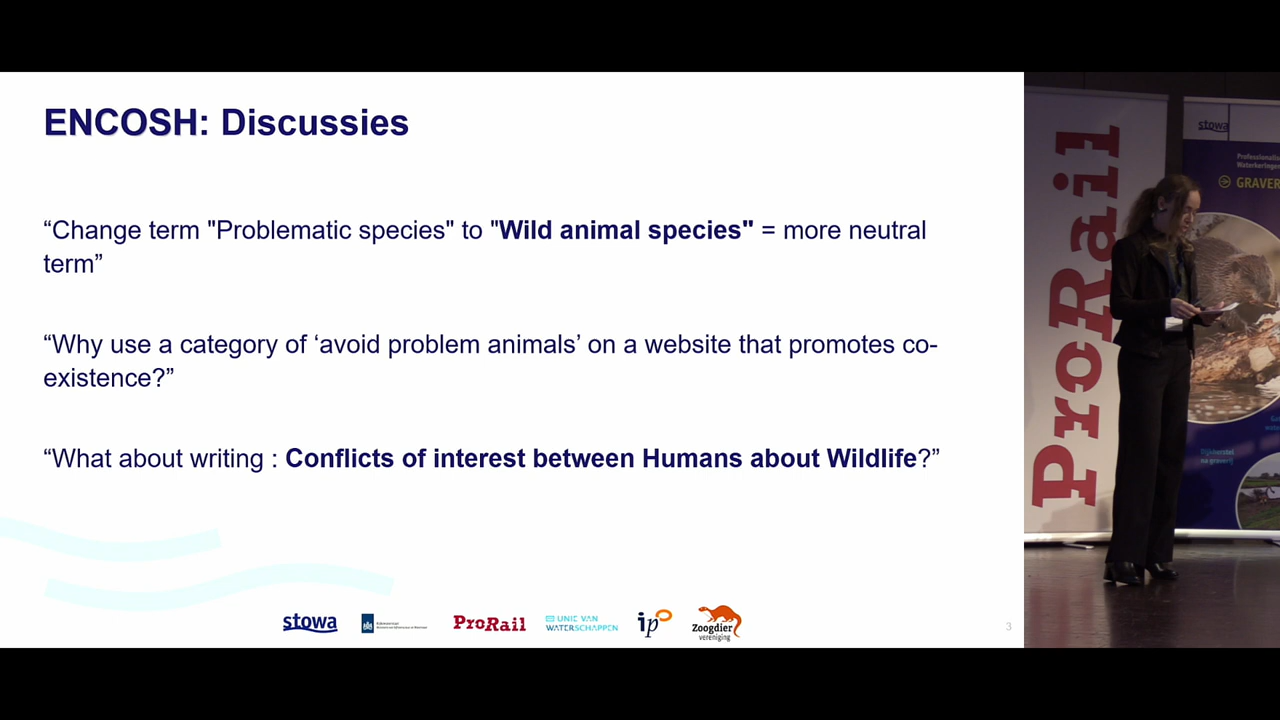 ENCOSH: Discussies
“Change term "Problematic species" to "Wild animal species" = more neutral
term”
“Why use a category of ‘avoid problem animals’ on a website that promotes co-
existence?”
“What about writing : Conflicts of interest between Humans about Wildlife?”
stowa
ProRail
UNIE VAN
WATERSCHAPPEN
ip
Zoogdier
vereniging
3
ProRail
stowa
Waterkeringen
GRAVER